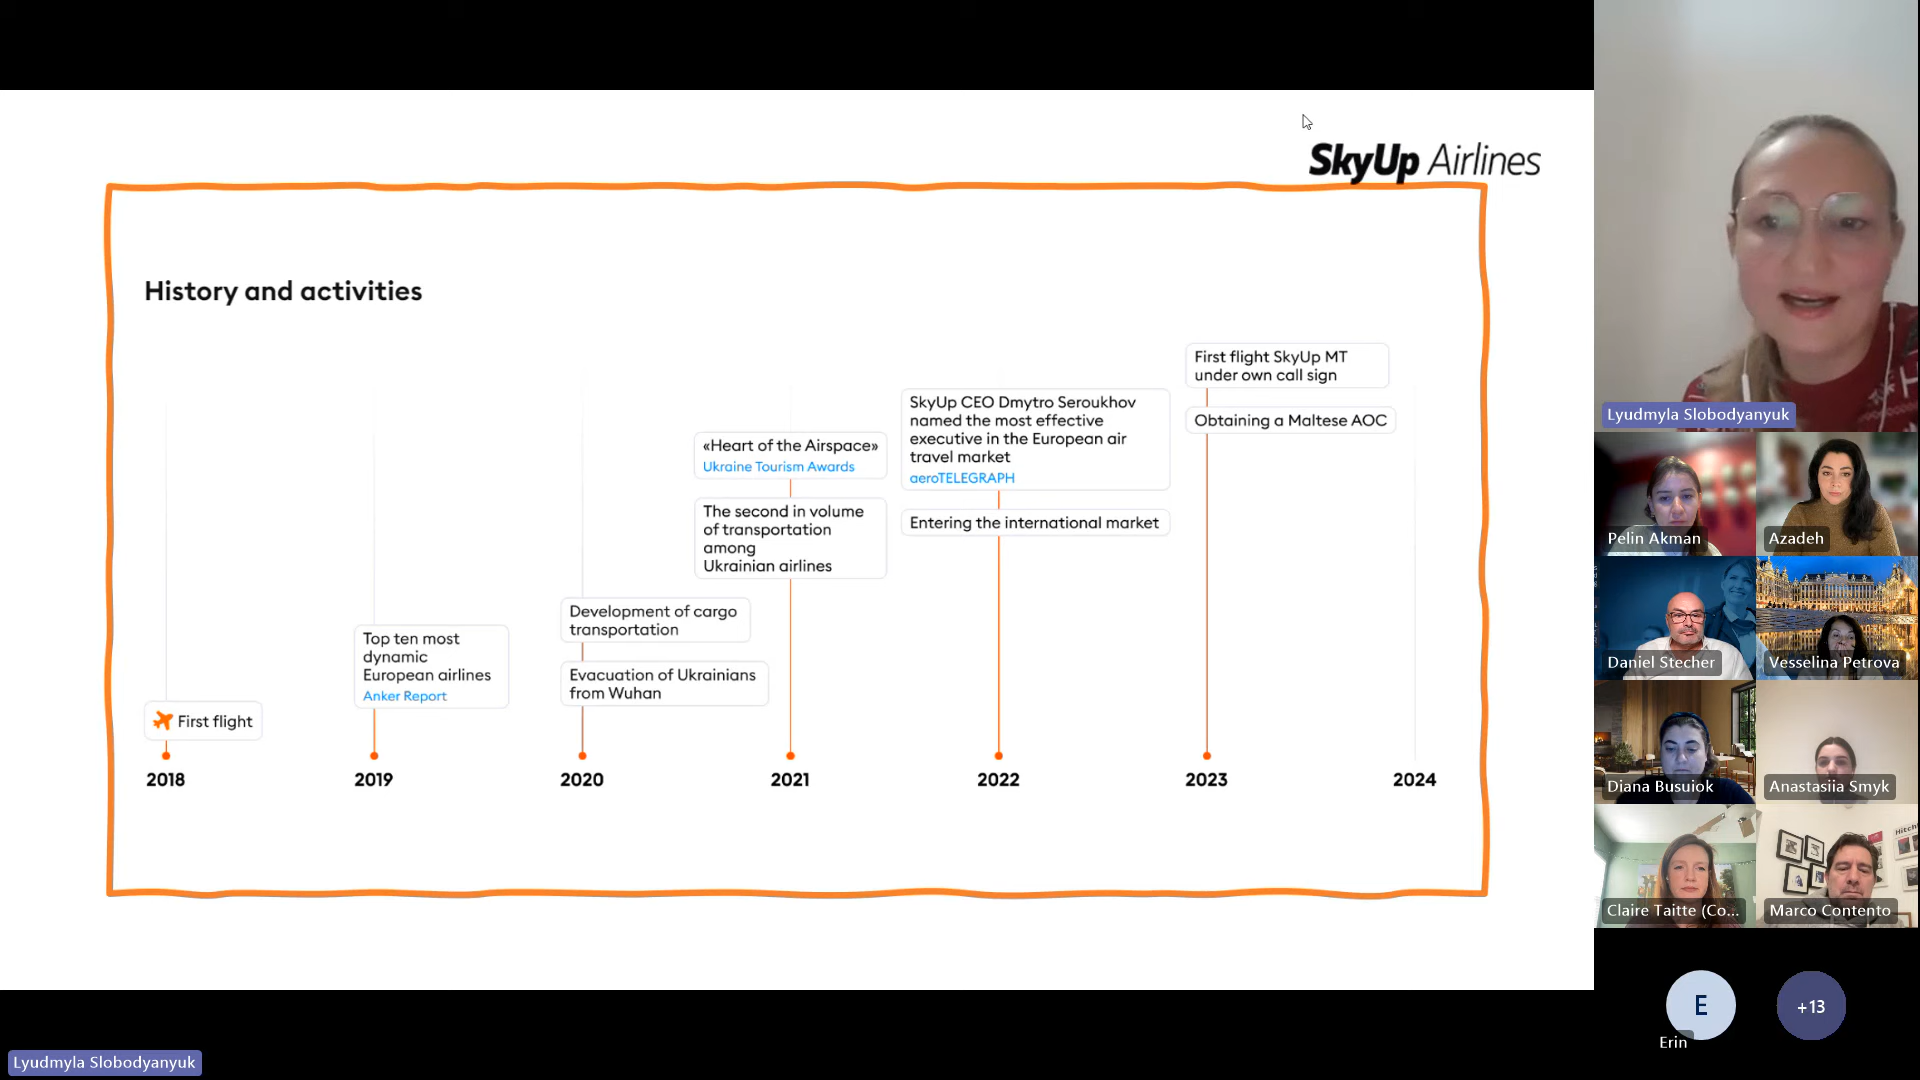 SkyUp Airlines
History and activities
First flight
2018
Top ten most
dynamic
European airlines
Anker Report
2019
Development of cargo
transportation
Evacuation of Ukrainians
from Wuhan
2020
«Heart of the Airspace»
Ukraine Tourism Awards
The second in volume
of transportation
among
Ukrainian airlines
2021
SkyUp CEO Dmytro Seroukhov
named the most effective
executive in the European air
travel market
aeroTELEGRAPH
Entering the international market
2022
First flight SkyUp MT
under own call sign
Obtaining a Maltese AOC
2023
2024
Lyudmyla Slobodyanyuk
Pelin Akman
Azadeh
Daniel Stecher
Vesselina Petrova
Diana Busuiok
Anastasiia Smyk
Claire Taitte (Co...
Marco Contento
E
Erin
+13
Lyudmyla Slobodyanyuk